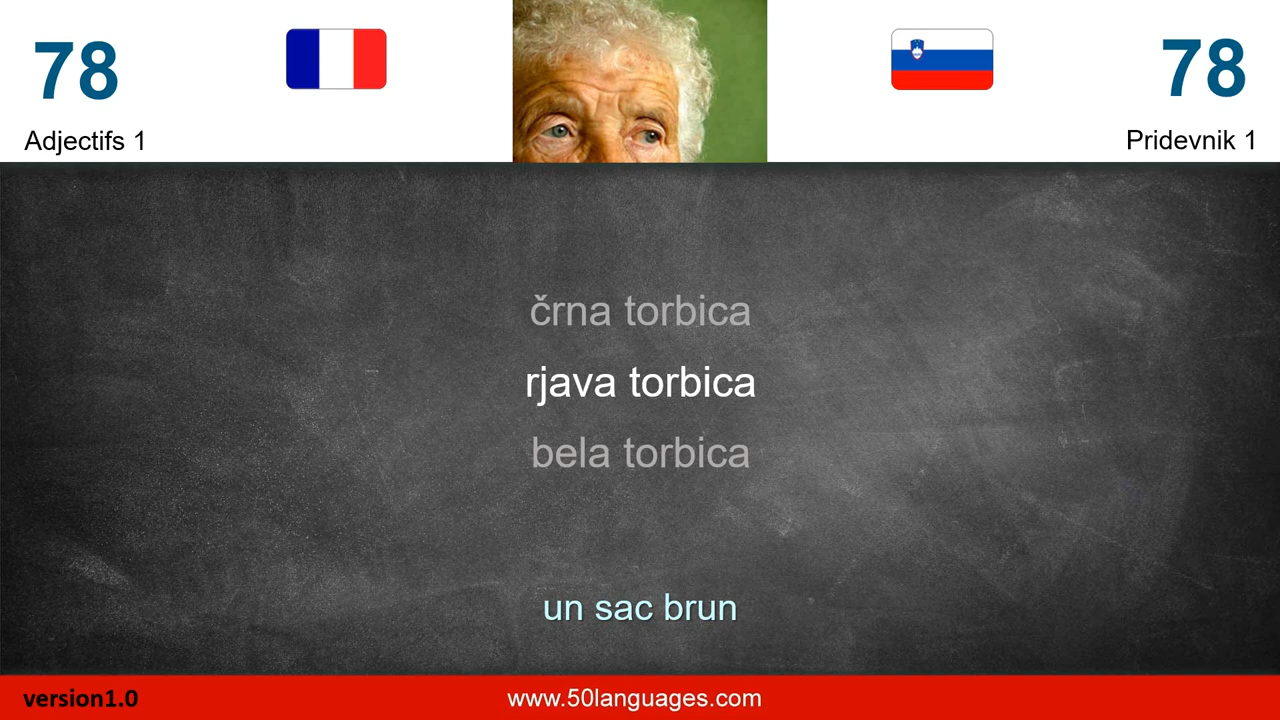 78
78
Adjectifs 1
Pridevnik 1
črna torbica
rjava torbica
bela torbica
un sac brun
version1.0
www.50languages.com